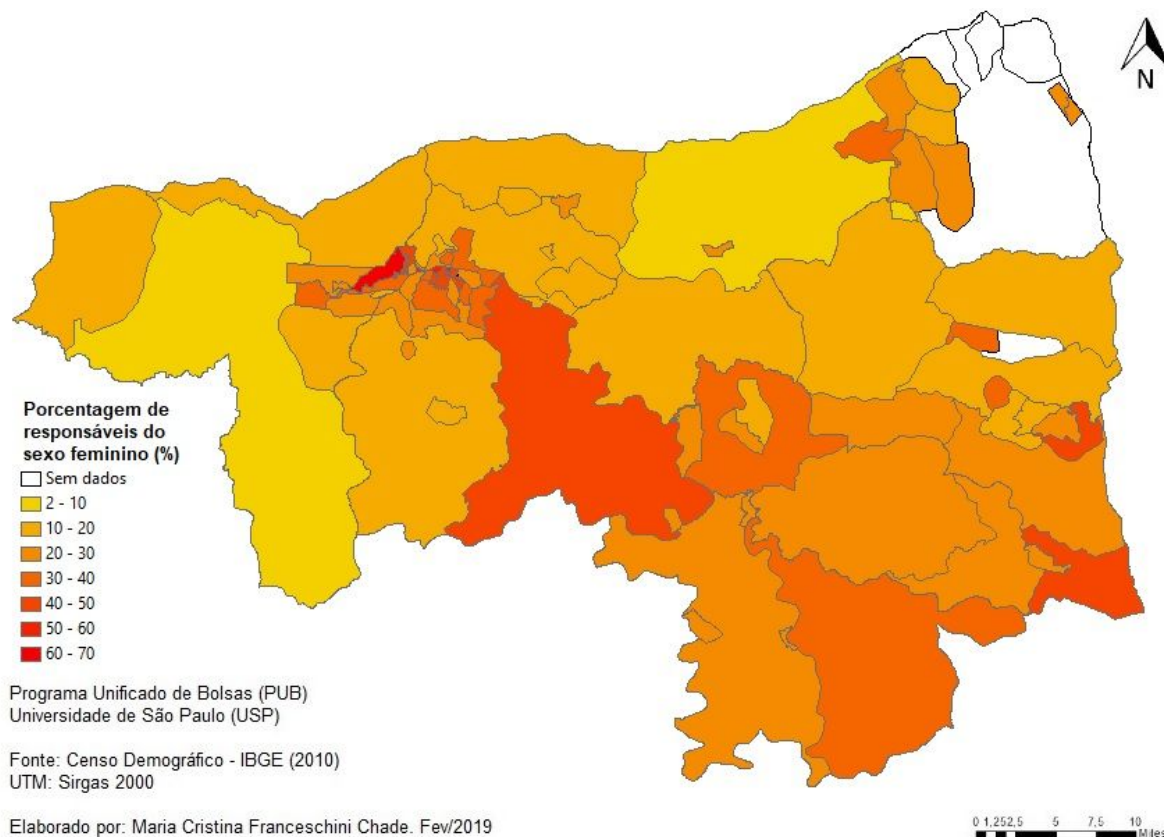 N
Porcentagem de
responsáveis do
sexo feminino (%)
Sem dados
2 - 10
10 - 20
20 - 30
30 - 40
40 - 50
50 - 60
60 - 70
Programa Unificado de Bolsas (PUB)
Universidade de São Paulo (USP)
Fonte: Censo Demográfico - IBGE (2010)
UTM: Sirgas 2000
Elaborado por: Maria Cristina Franceschini Chade. Fev/2019
0 1,252,5 5 7,5 10
Miles